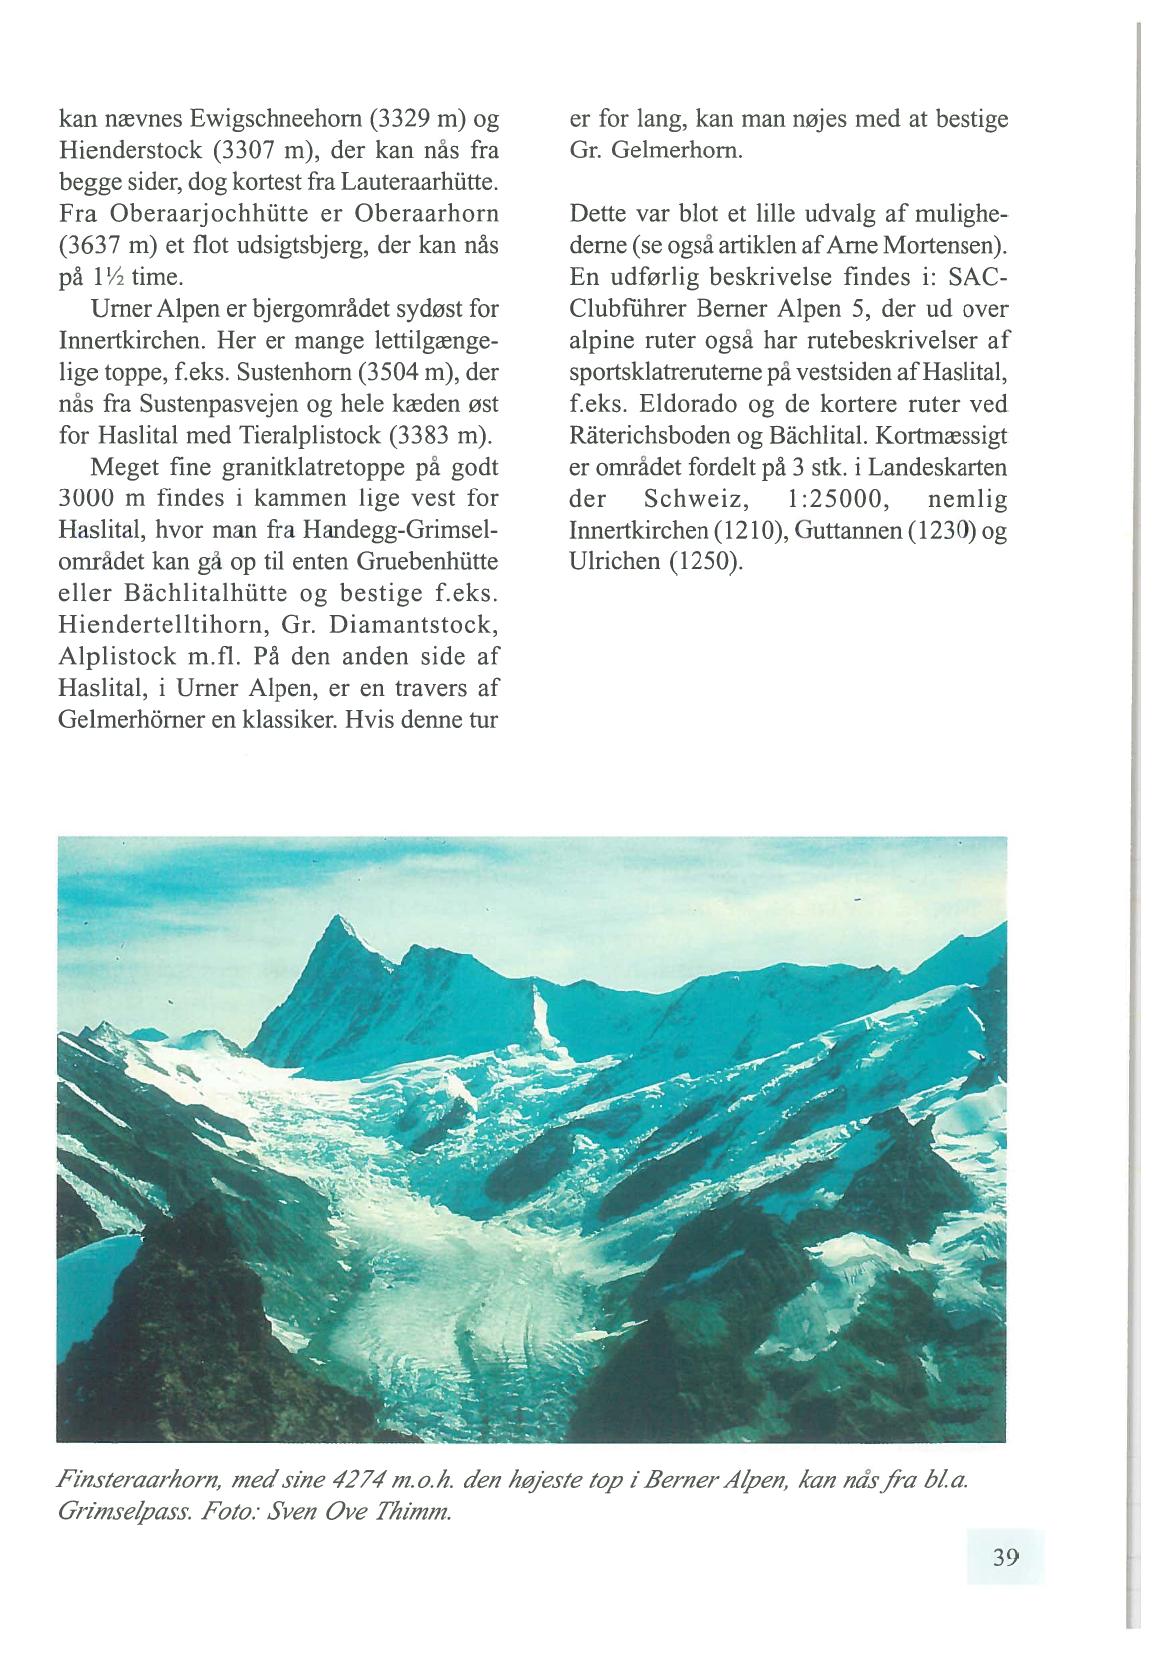 kan nævnes Ewigschneehorn (3329 m) og
Hienderstock (3307 m), der kan nås fra
begge sider, dog kortest fra Lauteraarhütte.
Fra Oberaarjochhütte er Oberaarhorn
(3637 m) et flot udsigtsbjerg, der kan nås
på 1½ time.
Urner Alpen er bjergområdet sydøst for
Innertkirchen. Her er mange lettilgænge-
lige toppe, f.eks. Sustenhorn (3504 m), der
nås fra Sustenpasvejen og hele kæden øst
for Haslital med Tieralplistock (3383 m).
Meget fine granitklatretoppe på godt
3000 m findes i kammen lige vest for
Haslital, hvor man fra Handegg-Grimsel-
området kan gå op til enten Gruebenhütte
eller Bächlitalhütte og bestige f.eks.
Hiendertelltihorn, Gr. Diamantstock,
Alplistock m.fl. På den anden side af
Haslital, i Urner Alpen, er en travers af
Gelmerhörner en klassiker. Hvis denne tur
er for lang, kan man nøjes med at bestige
Gr. Gelmerhorn.
Dette var blot et lille udvalg af mulighe-
derne (se også artiklen af Arne Mortensen).
En udførlig beskrivelse findes i: SAC-
Clubführer Berner Alpen 5, der ud over
alpine ruter også har rutebeskrivelser af
sportsklatreruterne på vestsiden af Haslital,
f.eks. Eldorado og de kortere ruter ved
Räterichsboden og Bächlital. Kortmæssigt
er området fordelt på 3 stk. i Landeskarten
der Schweiz, 1:25000, nemlig
Innertkirchen (1210), Guttannen (1230) og
Ulrichen (1250).
Finsteraarhorn, med sine 4274 m.o.h. den højeste top i Berner Alpen, kan nås fra bl.a.
Grimselpass. Foto: Sven Ove Thimm.
39